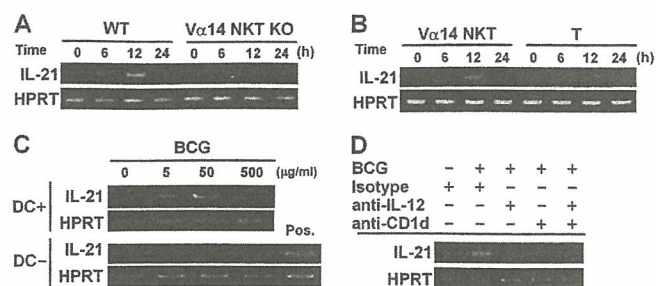 A B
WT Vα14 NKT KO
Time 0 6 12 24 0 6 12 24 (h)
IL-21
HPRT
Vα14 NKT T
Time 0 6 12 24 0 6 12 24 (h)
IL-21
HPRT
C
BCG
0 5 50 500 (μg/ml)
DC+ IL-21
HPRT
Pos.
DC− IL-21
HPRT
D
BCG − + + + +
Isotype + + − − −
anti-IL-12 − − + − +
anti-CD1d − − − + +
IL-21
HPRT